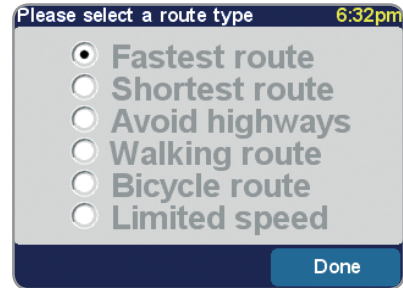 Please select a route type 6:32pm
Fastest route
Shortest route
Avoid highways
Walking route
Bicycle route
Limited speed
Done